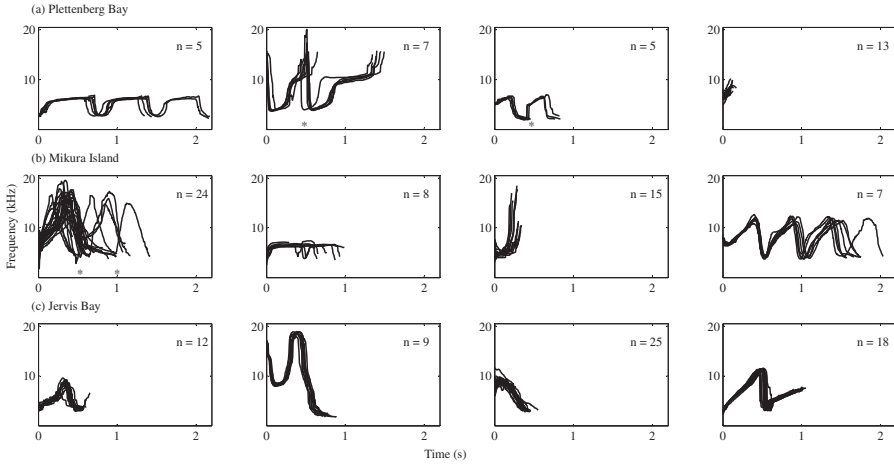 (a) Plettenberg Bay
20
10
0 1 2
n = 5
0 1 2
20
10
n = 7
*
20
10
0 1 2
n = 5
*
20
10
0 1 2
n = 13
(b) Mikura Island
Frequency (kHz)
20
10
0 1 2
n = 24
* *
20
10
0 1 2
n = 8
20
10
0 1 2
n = 15
20
10
0 1 2
n = 7
(c) Jervis Bay
20
10
0 1 2
n = 12
20
10
0 1 2
n = 9
20
10
0 1 2
n = 25
20
10
0 1 2
n = 18
Time (s)